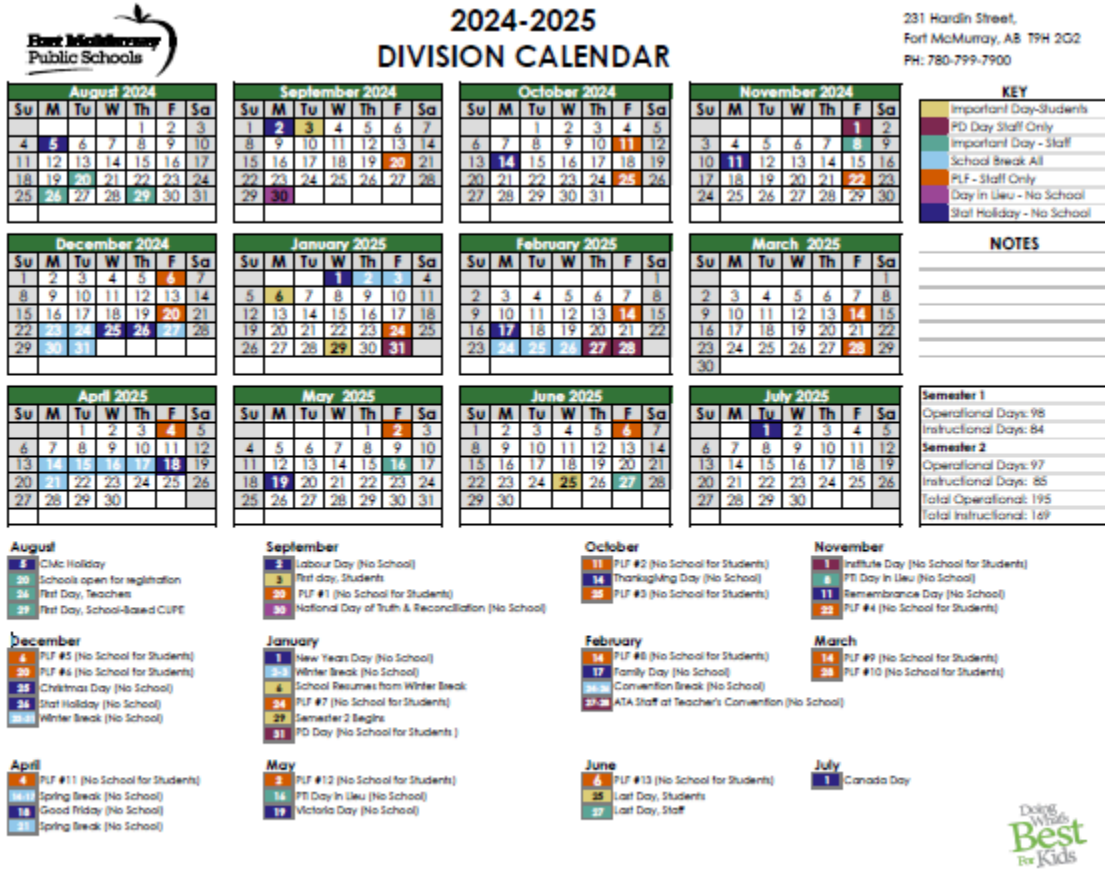 Fort McMurray
Public Schools
2024-2025
DIVISION CALENDAR
231 Hardin Street,
Fort McMurray, AB T9H 2G2
PH: 780-799-7900
August 2024
Su M Tu W Th F Sa
1 2 3
4 5 6 7 8 9 10
11 12 13 14 15 16 17
18 19 20 21 22 23 24
25 26 27 28 29 30 31
September 2024
Su M Tu W Th F Sa
1 2 3 4 5 6 7
8 9 10 11 12 13 14
15 16 17 18 19 20 21
22 23 24 25 26 27 28
29 30
October 2024
Su M Tu W Th F Sa
1 2 3 4 5
6 7 8 9 10 11 12
13 14 15 16 17 18 19
20 21 22 23 24 25 26
27 28 29 30 31
November 2024
Su M Tu W Th F Sa
1 2
3 4 5 6 7 8 9
10 11 12 13 14 15 16
17 18 19 20 21 22 23
24 25 26 27 28 29 30
KEY
Important Day-Students
PD Day Staff Only
Important Day - Staff
School Break All
PLF - Staff Only
Day in Lieu - No School
Stat Holiday - No School
December 2024
Su M Tu W Th F Sa
1 2 3 4 5 6 7
8 9 10 11 12 13 14
15 16 17 18 19 20 21
22 23 24 25 26 27 28
29 30 31
January 2025
Su M Tu W Th F Sa
1 2 3 4
5 6 7 8 9 10 11
12 13 14 15 16 17 18
19 20 21 22 23 24 25
26 27 28 29 30 31
February 2025
Su M Tu W Th F Sa
1
2 3 4 5 6 7 8
9 10 11 12 13 14 15
16 17 18 19 20 21 22
23 24 25 26 27 28
March 2025
Su M Tu W Th F Sa
1
2 3 4 5 6 7 8
9 10 11 12 13 14 15
16 17 18 19 20 21 22
23 24 25 26 27 28 29
30
NOTES
April 2025
Su M Tu W Th F Sa
1 2 3 4 5
6 7 8 9 10 11 12
13 14 15 16 17 18 19
20 21 22 23 24 25 26
27 28 29 30
May 2025
Su M Tu W Th F Sa
1 2 3
4 5 6 7 8 9 10
11 12 13 14 15 16 17
18 19 20 21 22 23 24
25 26 27 28 29 30 31
June 2025
Su M Tu W Th F Sa
1 2 3 4 5 6 7
8 9 10 11 12 13 14
15 16 17 18 19 20 21
22 23 24 25 26 27 28
29 30
July 2025
Su M Tu W Th F Sa
1 2 3 4 5
6 7 8 9 10 11 12
13 14 15 16 17 18 19
20 21 22 23 24 25 26
27 28 29 30
Semester 1
Operational Days: 98
Instructional Days: 84
Semester 2
Operational Days: 97
Instructional Days: 85
Total Operational: 195
Total Instructional: 169
August
5 Civic Holiday
20 Schools open for registration
26 First Day, Teachers
29 First Day, School-Based CUPE
September
2 Labour Day (No School)
3 First day, Students
20 PLF #1 (No School for Students)
30 National Day of Truth & Reconciliation (No School)
October
11 PLF #2 (No School for Students)
14 Thanksgiving Day (No School)
25 PLF #3 (No School for Students)
November
1 Institute Day (No School for Students)
8 PTI Day in Lieu (No School)
11 Remembrance Day (No School)
22 PLF #4 (No School for Students)
December
6 PLF #5 (No School for Students)
20 PLF #6 (No School for Students)
25 Christmas Day (No School)
26 Stat Holiday (No School)
Winter Break (No School)
January
1 New Years Day (No School)
2-3 Winter Break (No School)
6 School Resumes from Winter Break
24 PLF #7 (No School for Students)
29 Semester 2 Begins
31 PD Day (No School for Students )
February
14 PLF #8 (No School for Students)
17 Family Day (No School)
24-26 Convention Break (No School)
27-28 ATA Staff at Teacher's Convention (No School)
March
14 PLF #9 (No School for Students)
28 PLF #10 (No School for Students)
April
4 PLF #11 (No School for Students)
14-17 Spring Break (No School)
18 Good Friday (No School)
21 Spring Break (No School)
May
2 PLF #12 (No School for Students)
16 PTI Day in Lieu (No School)
19 Victoria Day (No School)
June
6 PLF #13 (No School for Students)
25 Last Day, Students
27 Last Day, Staff
July
1 Canada Day
Doing
What's
Best
For Kids